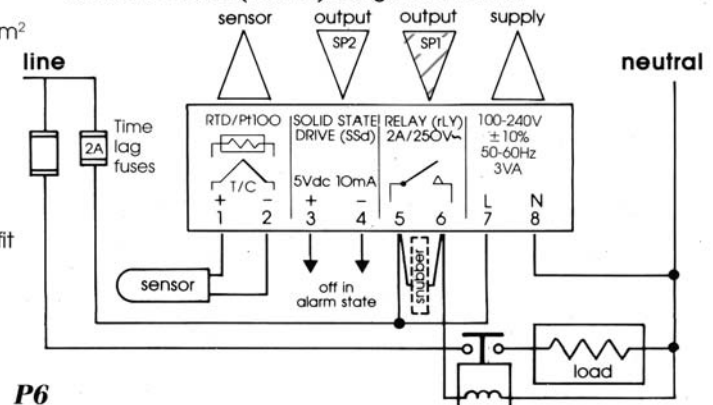 sensor output output supply
m²
SP2 SP1
line
neutral
2A
Time
lag
fuses
RTD/Pt100
T/C
+ −
1 2
SOLID STATE
DRIVE (SSd)
5Vdc 10mA
+ −
3 4
RELAY (rLY)
2A/250V~
5 6
100-240V
±10%
50-60Hz
3VA
L N
7 8
fit
sensor
off in
alarm state
snubber
load
P6